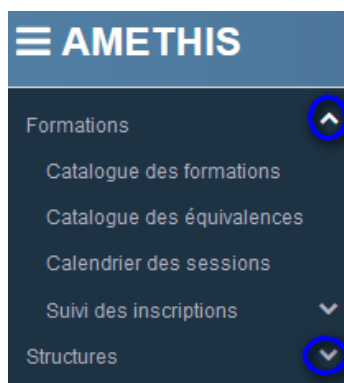 AMETHIS
Formations
Catalogue des formations
Catalogue des équivalences
Calendrier des sessions
Suivi des inscriptions
Structures